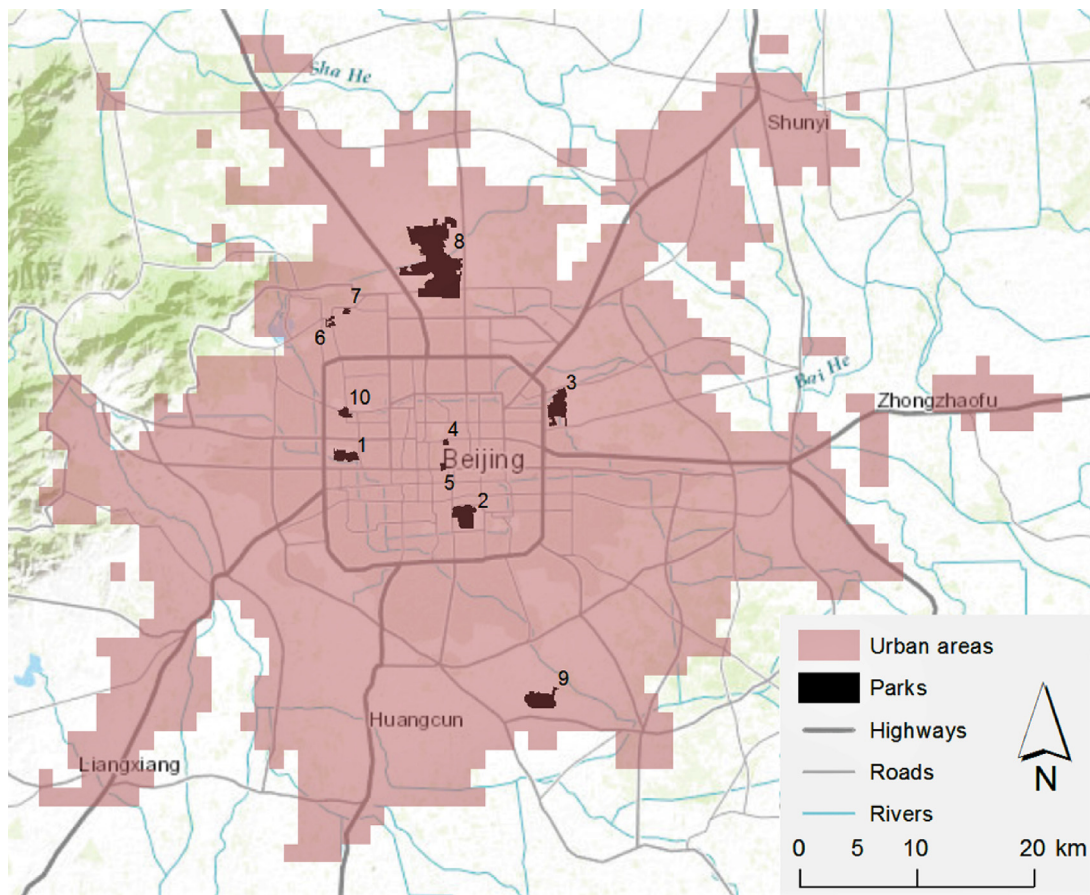 Sha He
Shunyi
8
7
6
Bai He
3
Zhongzhaofu
10
4
1
Beijing
5
2
9
Huangcun
Liangxiang
Urban areas
Parks
Highways
Roads
Rivers
N
0 5 10 20 km